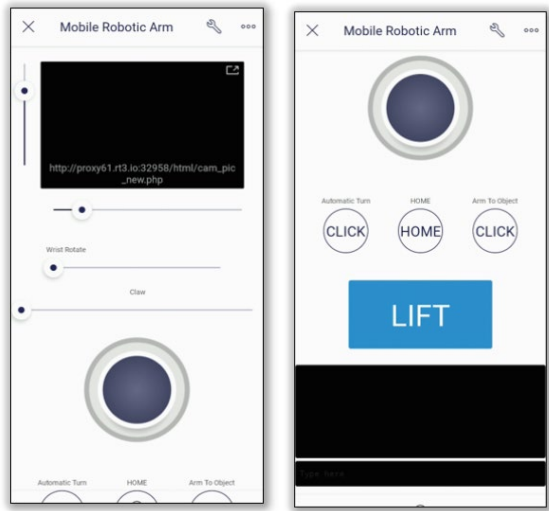 Mobile Robotic Arm
http://proxy61.rt3.io:32958/html/cam_pic
_new.php
Wrist Rotate
Claw
Automatic Turn HOME Arm To Object
Mobile Robotic Arm
Automatic Turn HOME Arm To Object
CLICK HOME CLICK
LIFT
Type here